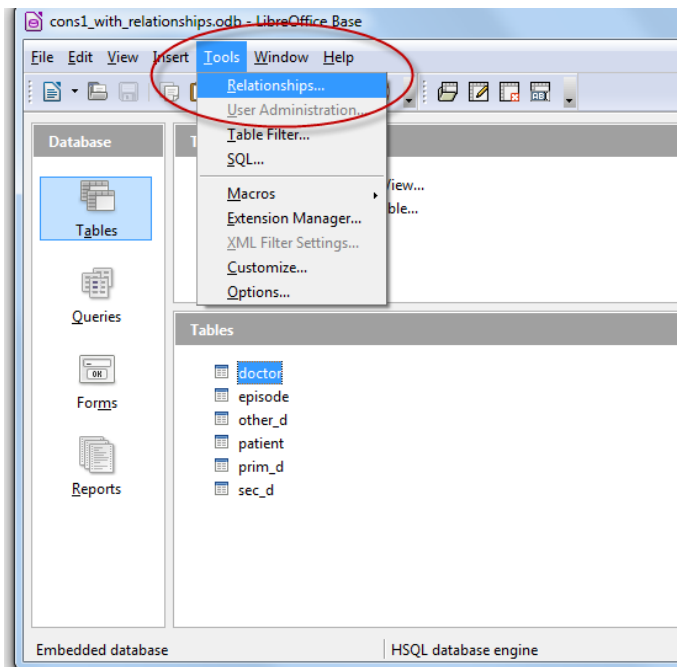 cons1_with_relationships.odb - LibreOffice Base
File Edit View Insert Tools Window Help
Relationships...
User Administration...
Table Filter...
SQL...
Macros
Extension Manager...
XML Filter Settings...
Customize...
Options...
Database
T
View...
ble...
Tables
Queries
OK
Forms
Reports
Tables
doctor
episode
other_d
patient
prim_d
sec_d
Embedded database
HSQL database engine